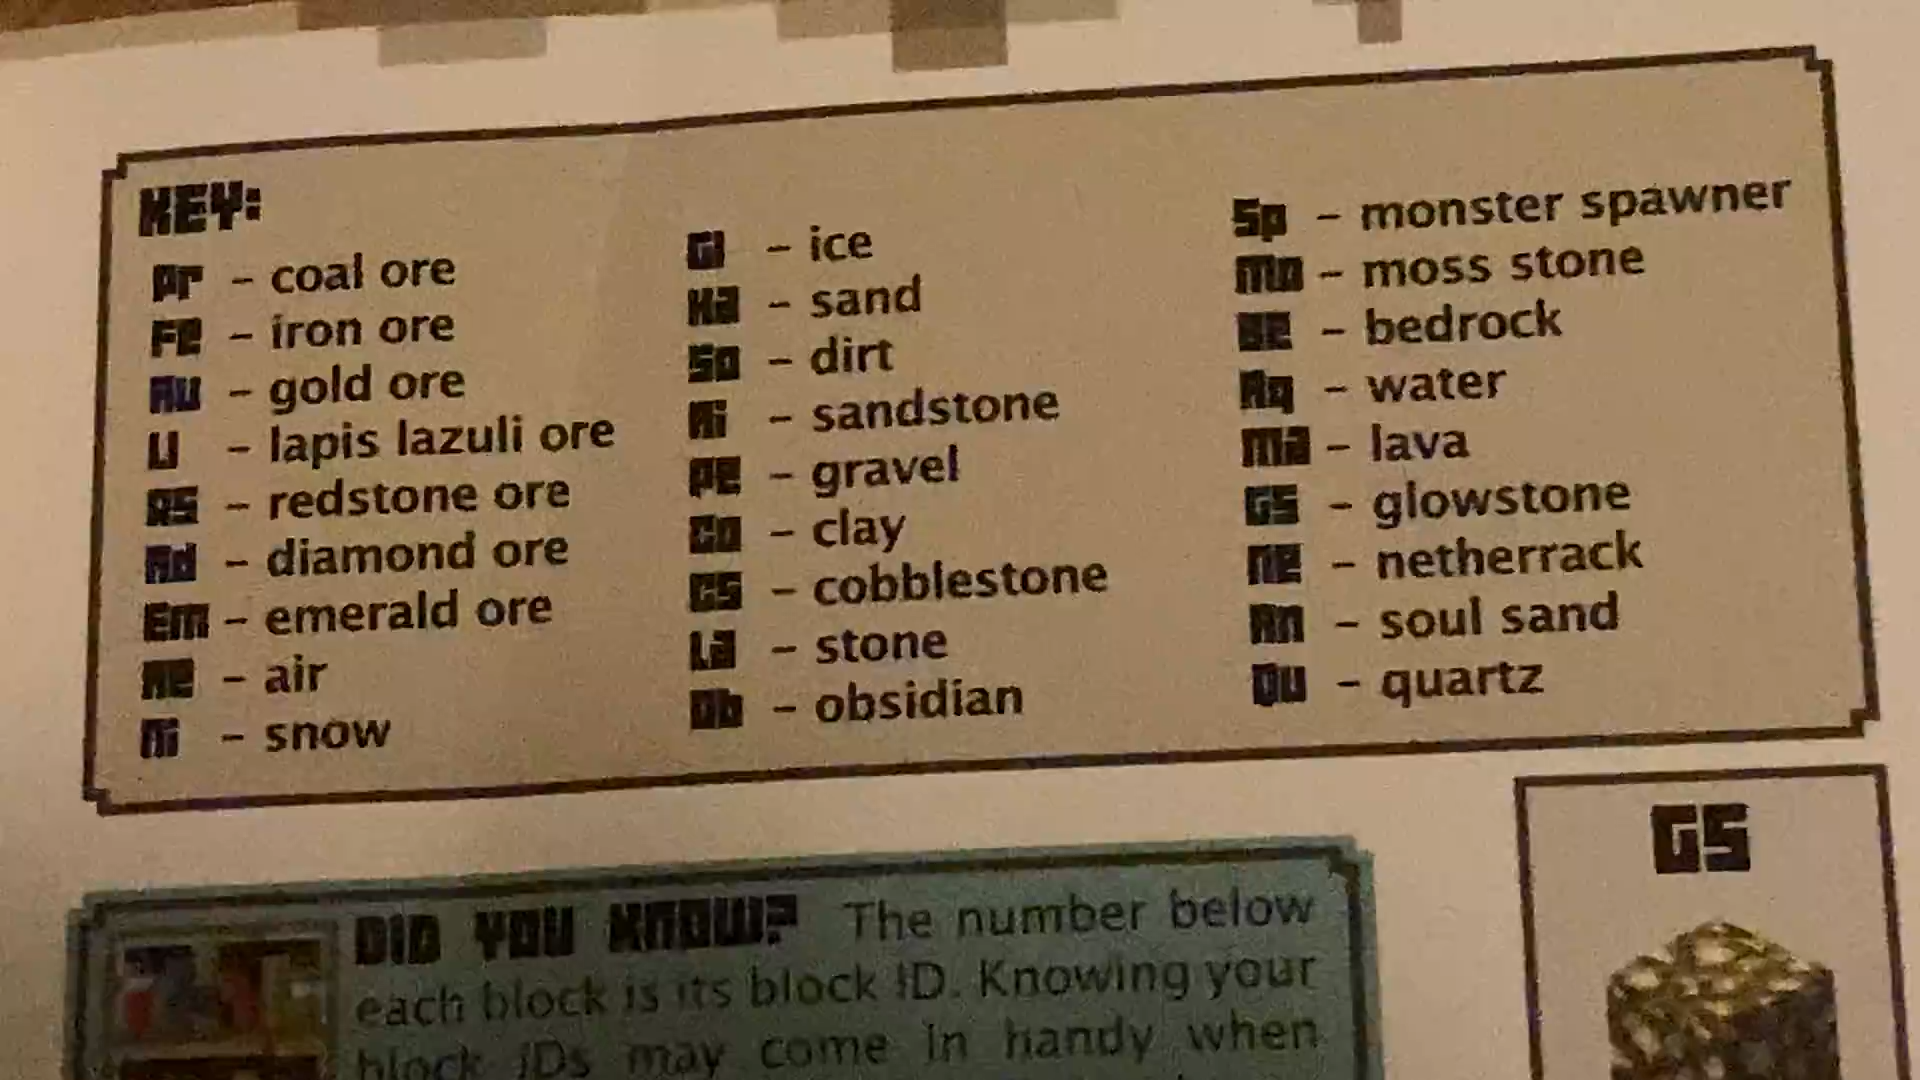 KEY:
Pr – coal ore
Fe – iron ore
Au – gold ore
Ll – lapis lazuli ore
RS – redstone ore
Ad – diamond ore
Em – emerald ore
Ae – air
Ni – snow
Gl – ice
Ha – sand
So – dirt
Ai – sandstone
Pe – gravel
Co – clay
CS – cobblestone
La – stone
Ob – obsidian
Sp – monster spawner
Mo – moss stone
Be – bedrock
Aq – water
Ma – lava
GS – glowstone
Ne – netherrack
An – soul sand
Qu – quartz
GS
DID YOU KNOW? The number below
each block is its block ID. Knowing your
block IDs may come in handy when